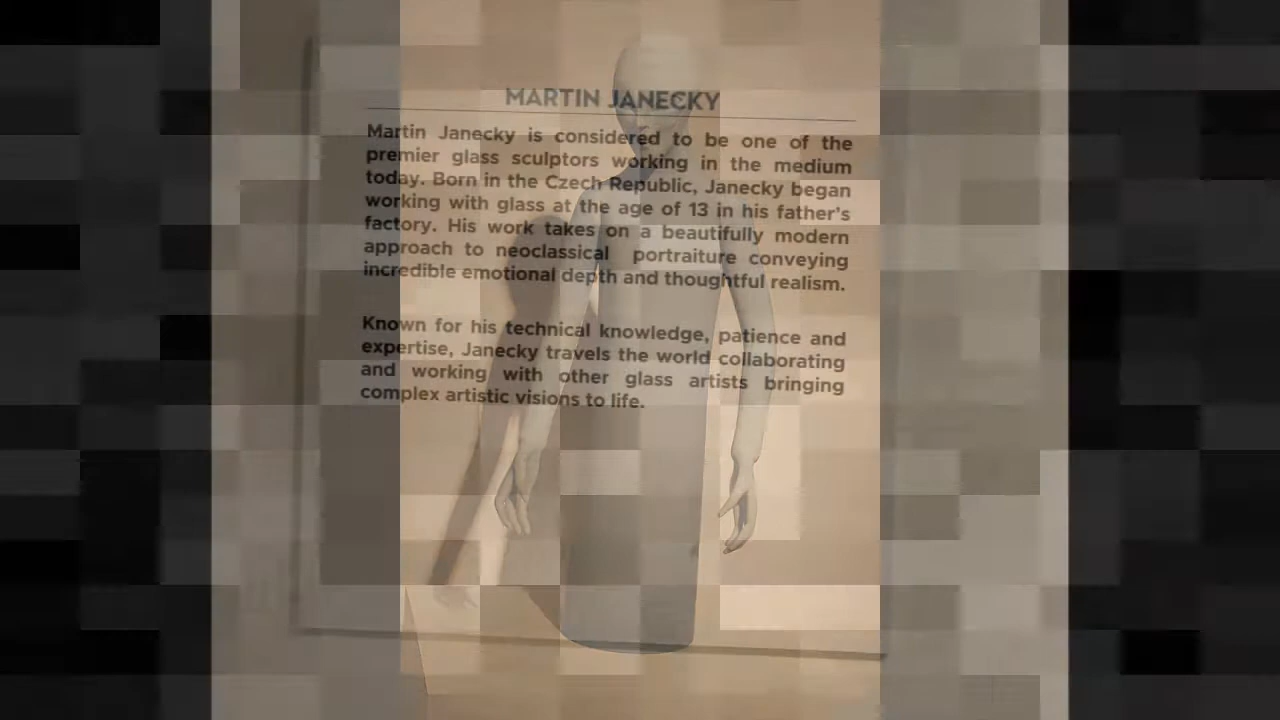 MARTIN JANECKY
Martin Janecky is considered to be one of the
premier glass sculptors working in the medium
today. Born in the Czech Republic, Janecky began
working with glass at the age of 13 in his father's
factory. His work takes on a beautifully modern
approach to neoclassical portraiture conveying
incredible emotional depth and thoughtful realism.
Known for his technical knowledge, patience and
expertise, Janecky travels the world collaborating
and working with other glass artists bringing
complex artistic visions to life.